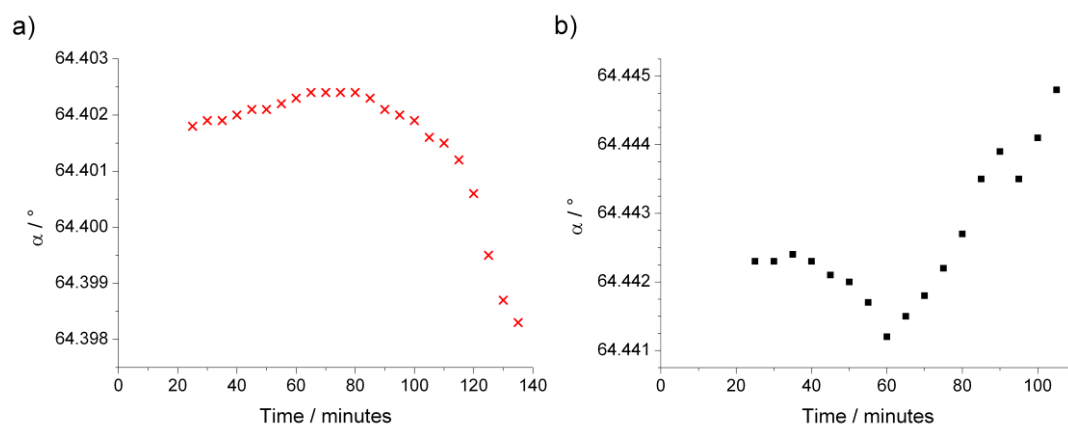 a)
64.403
64.402
64.401
64.400
64.399
64.398
α / °
0 20 40 60 80 100 120 140
Time / minutes
b)
64.445
64.444
64.443
64.442
64.441
α / °
0 20 40 60 80 100
Time / minutes